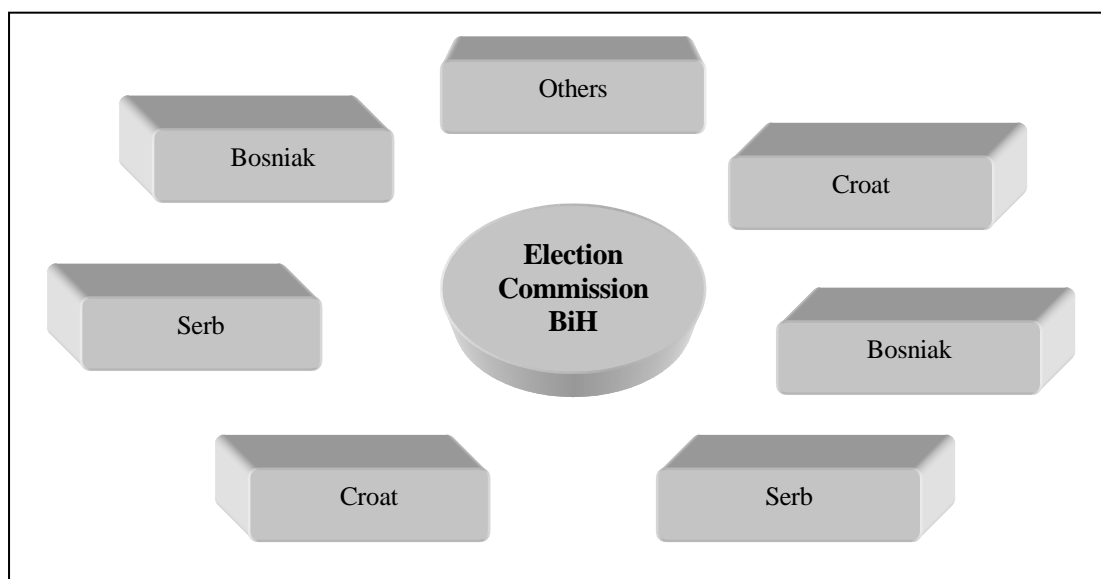 Others
Bosniak
Croat
Election
Commission
BiH
Serb
Bosniak
Croat
Serb